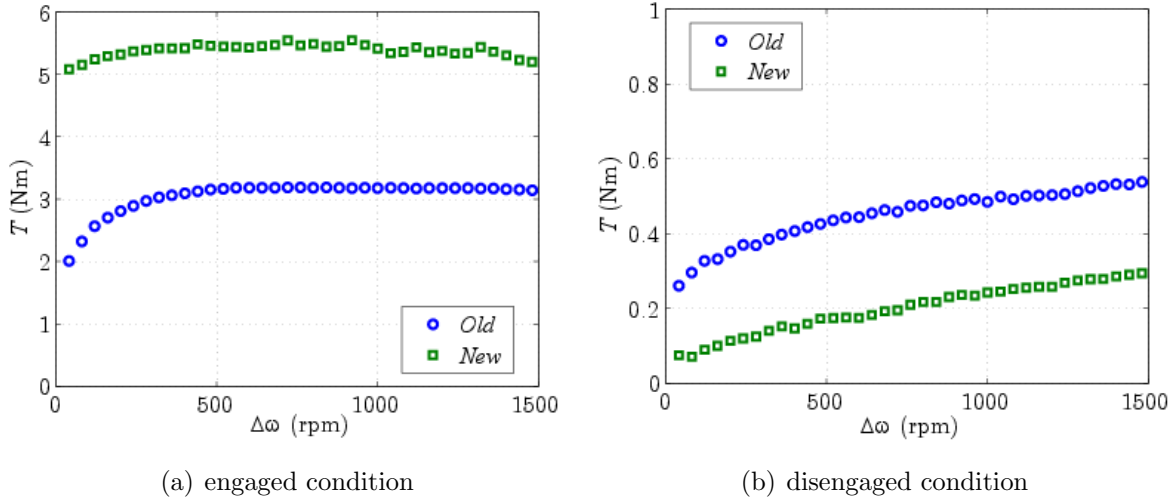 6
5
4
3
2
1
0
T (Nm)
Old
New
0
500
1000
1500
Δω (rpm)
(a) engaged condition
1
0.8
0.6
0.4
0.2
0
T (Nm)
Old
New
0
500
1000
1500
Δω (rpm)
(b) disengaged condition